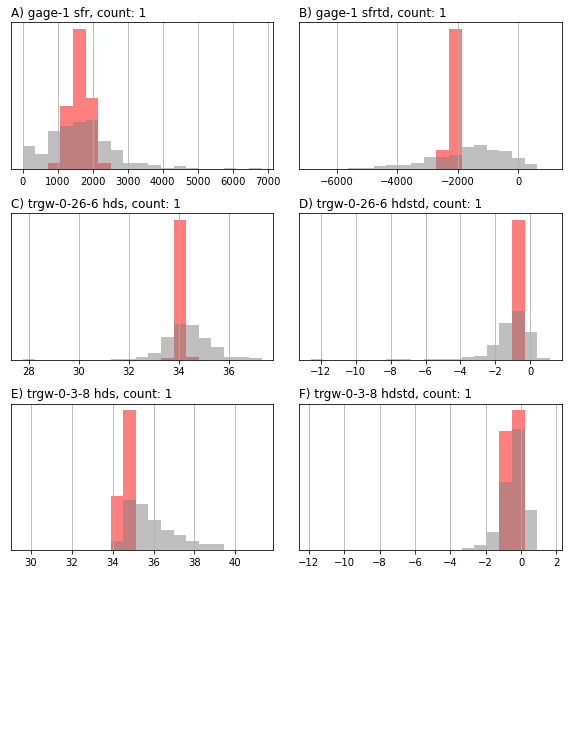 A) gage-1 sfr, count: 1
B) gage-1 sfrtd, count: 1
0 1000 2000 3000 4000 5000 6000 7000
−6000 −4000 −2000 0
C) trgw-0-26-6 hds, count: 1
D) trgw-0-26-6 hdstd, count: 1
28 30 32 34 36
−12 −10 −8 −6 −4 −2 0
E) trgw-0-3-8 hds, count: 1
F) trgw-0-3-8 hdstd, count: 1
30 32 34 36 38 40
−12 −10 −8 −6 −4 −2 0 2